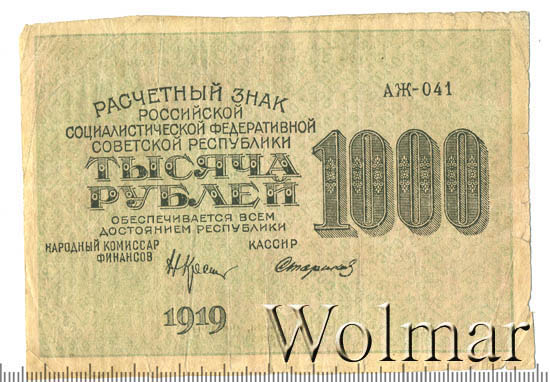 АЖ-041
РАСЧЕТНЫЙ ЗНАК
РОССИЙСКОЙ
СОЦИАЛИСТИЧЕСКОЙ ФЕДЕРАТИВНОЙ
СОВЕТСКОЙ РЕСПУБЛИКИ
ТЫСЯЧА
РУБЛЕЙ
1000
ОБЕСПЕЧИВАЕТСЯ ВСЕМ
ДОСТОЯНИЕМ РЕСПУБЛИКИ
НАРОДНЫЙ КОМИССАР
ФИНАНСОВ
КАССИР
Стариков
1919
Wolmar